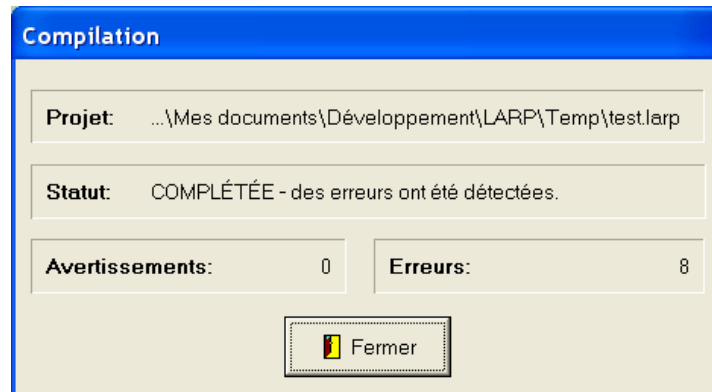 Compilation
Projet: ...\Mes documents\Développement\LARP\Temp\test.larp
Statut: COMPLÉTÉE - des erreurs ont été détectées.
Avertissements: 0 Erreurs: 8
Fermer